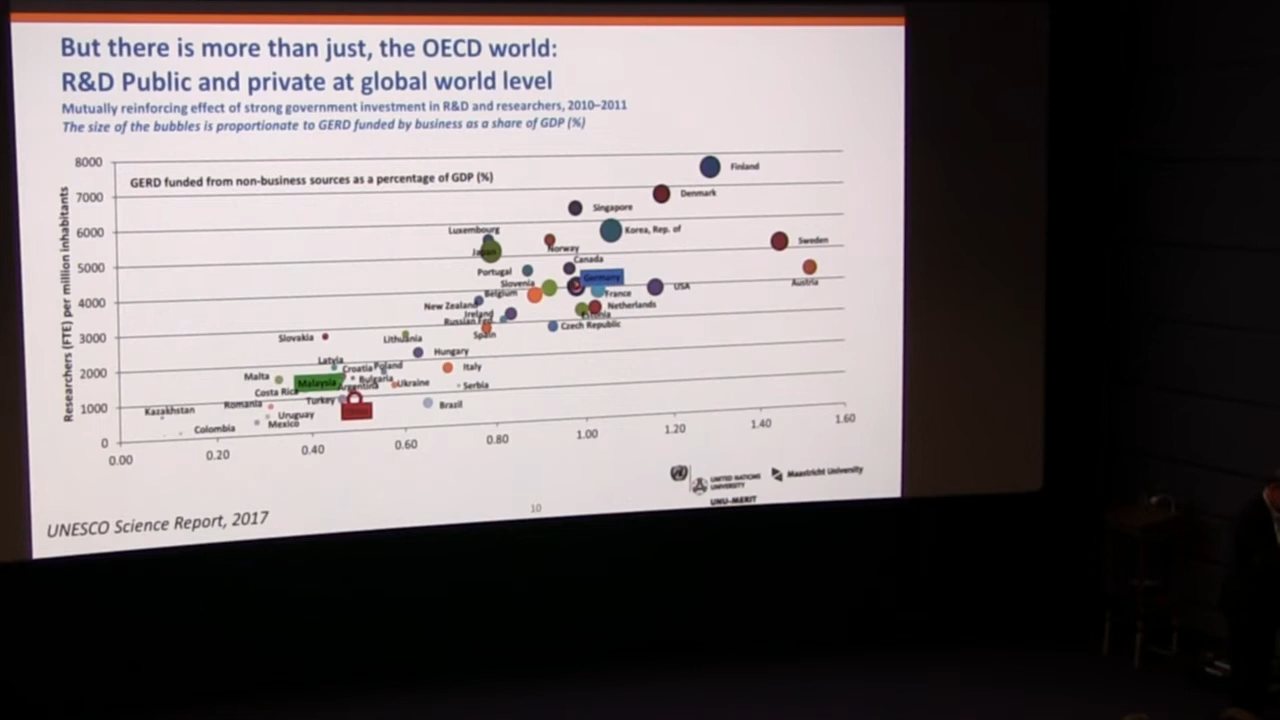 But there is more than just, the OECD world:
R&D Public and private at global world level
Mutually reinforcing effect of strong government investment in R&D and researchers, 2010–2011
The size of the bubbles is proportionate to GERD funded by business as a share of GDP (%)
GERD funded from non-business sources as a percentage of GDP (%)
Researchers (FTE) per million inhabitants
8000
7000
6000
5000
4000
3000
2000
1000
0
Finland
Denmark
Singapore
Luxembourg
Korea, Rep. of
Japan
Norway
Sweden
Canada
Portugal
Germany
Slovenia
Austria
Belgium
France
USA
New Zealand
Netherlands
Ireland
Estonia
Russian Fed.
Czech Republic
Spain
Slovakia
Lithuania
Hungary
Latvia
Croatia
Poland
Italy
Malta
Malaysia
Bulgaria
Argentina
Ukraine
Serbia
Costa Rica
Turkey
Romania
Brazil
Kazakhstan
Uruguay
Mexico
Colombia
0.00 0.20 0.40 0.60 0.80 1.00 1.20 1.40 1.60
UNITED NATIONS
UNIVERSITY
UNU-MERIT
Maastricht University
10
UNESCO Science Report, 2017